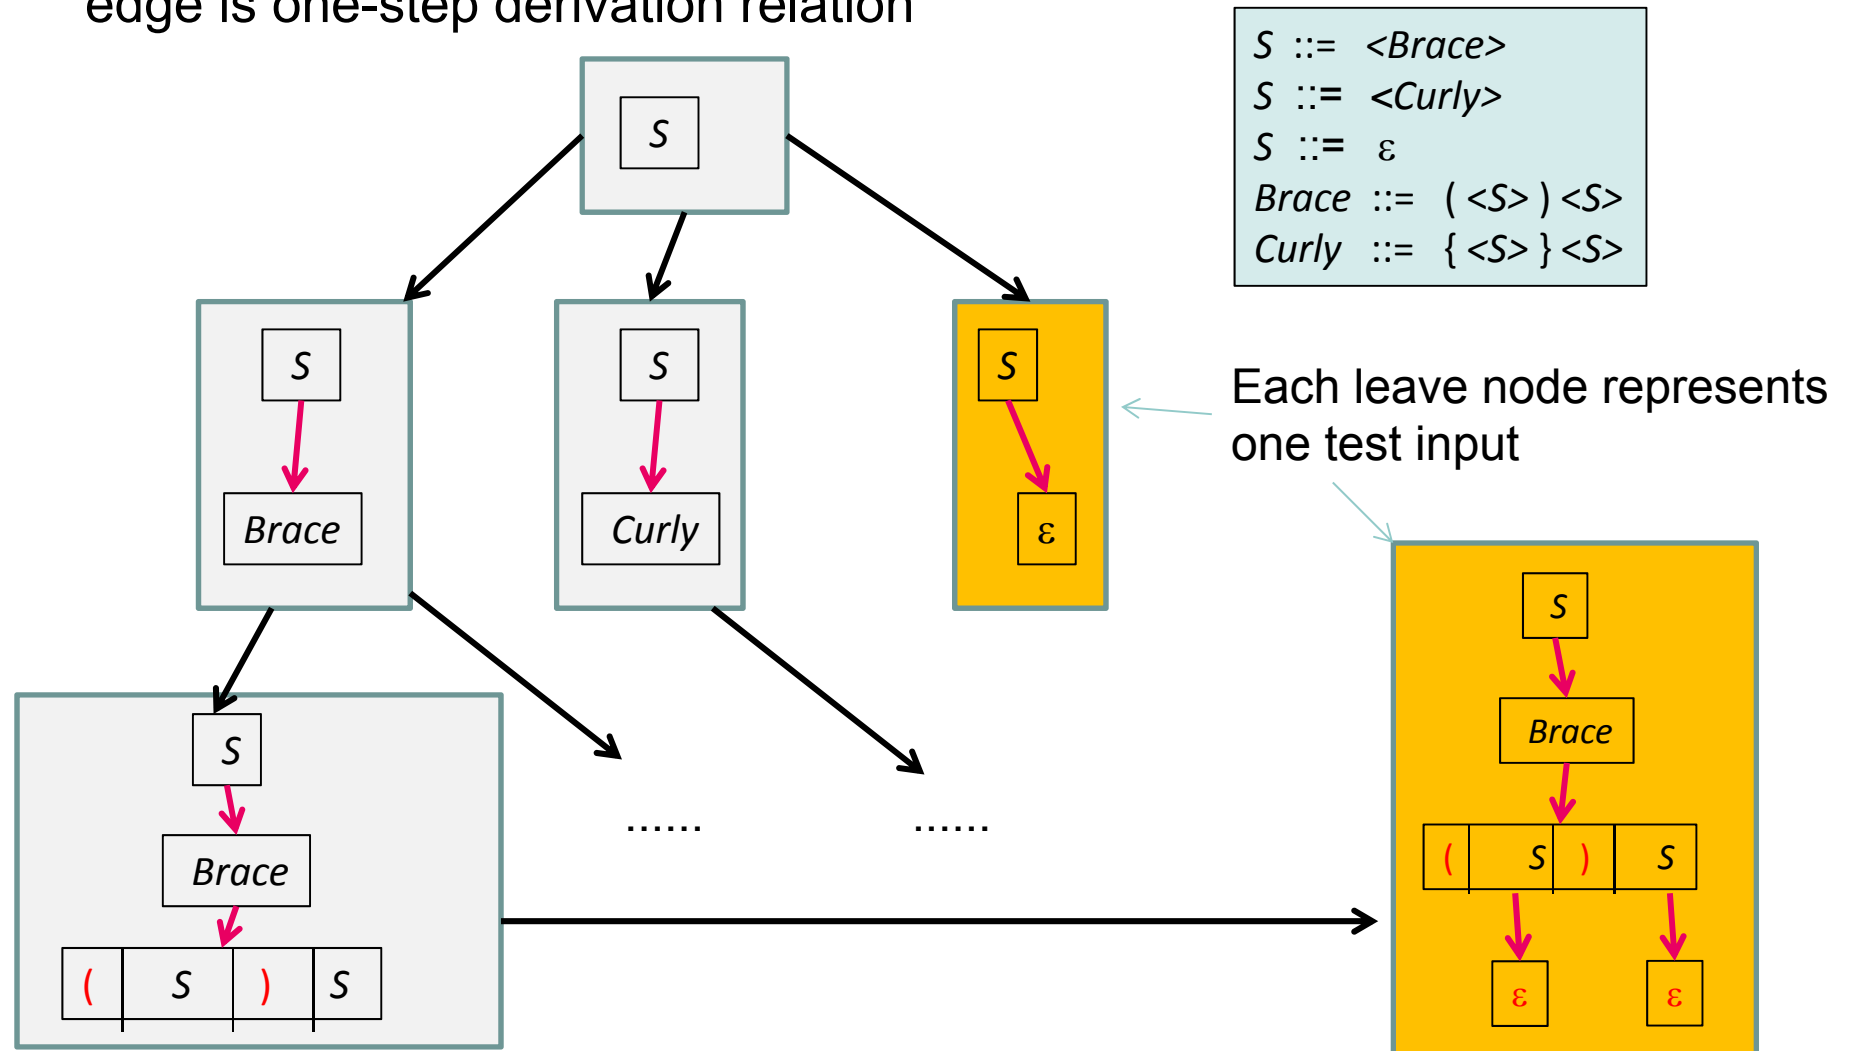 edge is one-step derivation relation
S ::= <Brace>
S ::= <Curly>
S ::= ε
Brace ::= ( <S> ) <S>
Curly ::= { <S> } <S>
S
S
S
S
Brace
Curly
ε
Each leave node represents
one test input
S
Brace
( S ) S
......
......
S
Brace
( S ) S
ε ε